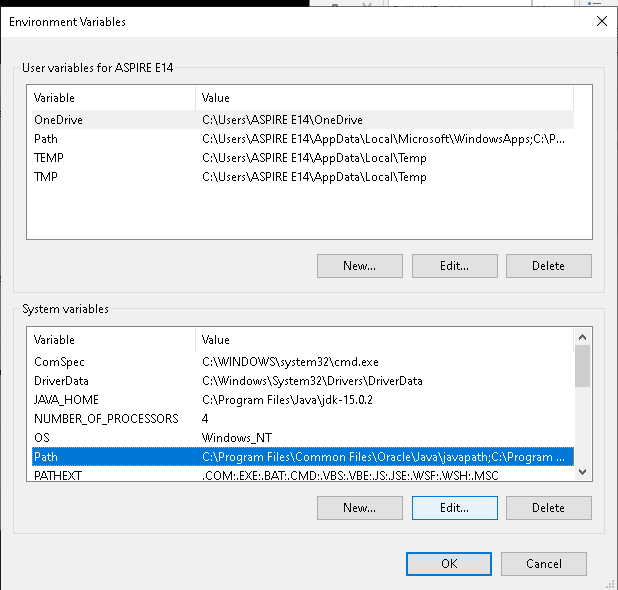 Environment Variables
User variables for ASPIRE E14
Variable Value
OneDrive C:\Users\ASPIRE E14\OneDrive
Path C:\Users\ASPIRE E14\AppData\Local\Microsoft\WindowsApps;C:\P...
TEMP C:\Users\ASPIRE E14\AppData\Local\Temp
TMP C:\Users\ASPIRE E14\AppData\Local\Temp
New... Edit... Delete
System variables
Variable Value
ComSpec C:\WINDOWS\system32\cmd.exe
DriverData C:\Windows\System32\Drivers\DriverData
JAVA_HOME C:\Program Files\Java\jdk-15.0.2
NUMBER_OF_PROCESSORS 4
OS Windows_NT
Path C:\Program Files\Common Files\Oracle\Java\javapath;C:\Program ...
PATHEXT .COM;.EXE;.BAT;.CMD;.VBS;.VBE;.JS;.JSE;.WSF;.WSH;.MSC
New... Edit... Delete
OK Cancel